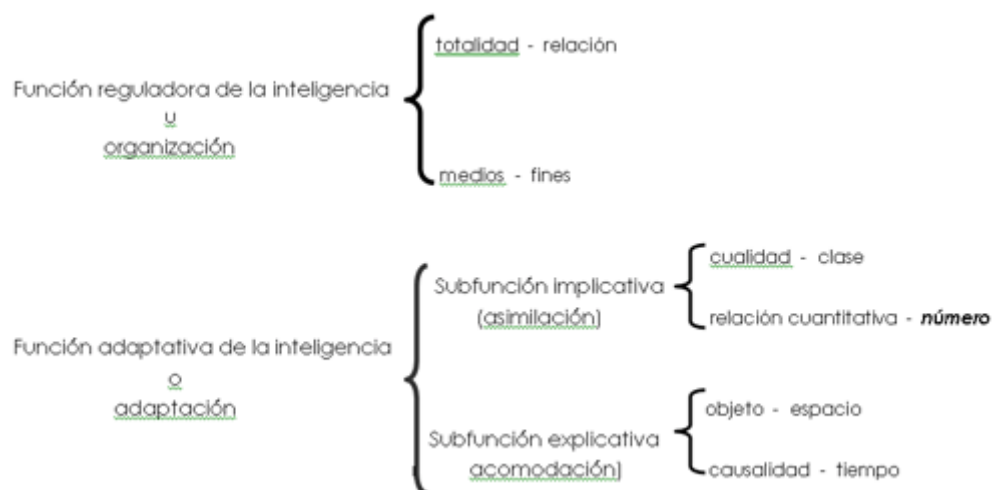 totalidad - relación
Función reguladora de la inteligencia
u
organización
medios - fines
cualidad - clase
Subfunción implicativa
(asimilación)
relación cuantitativa - número
Función adaptativa de la inteligencia
o
adaptación
objeto - espacio
Subfunción explicativa
acomodación)
causalidad - tiempo